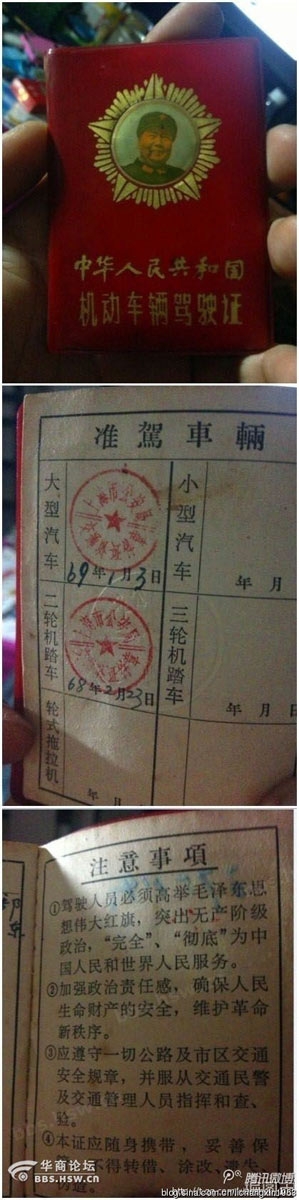 中华人民共和国
机动车辆驾驶证
准駕車輛
大型汽车
69年1月3日
小型汽车
年 月
二轮机踏车
68年2月23日
三轮机踏车
年 月 日
轮式拖拉机
年 月
注意事項
①驾驶人员必须高举毛泽东思
想伟大红旗，突出无产阶级
政治，“完全”、“彻底”为中
国人民和世界人民服务。
②加强政治责任感，确保人民
生命财产的安全，维护革命
新秩序。
③应遵守一切公路及市区交通
安全规章，并服从交通民警
及交通管理人员指挥和查、
验。
④本证应随身携带，妥善保
不得转借、涂改、遗失
华商论坛
BBS.HSW.CN
腾讯微博